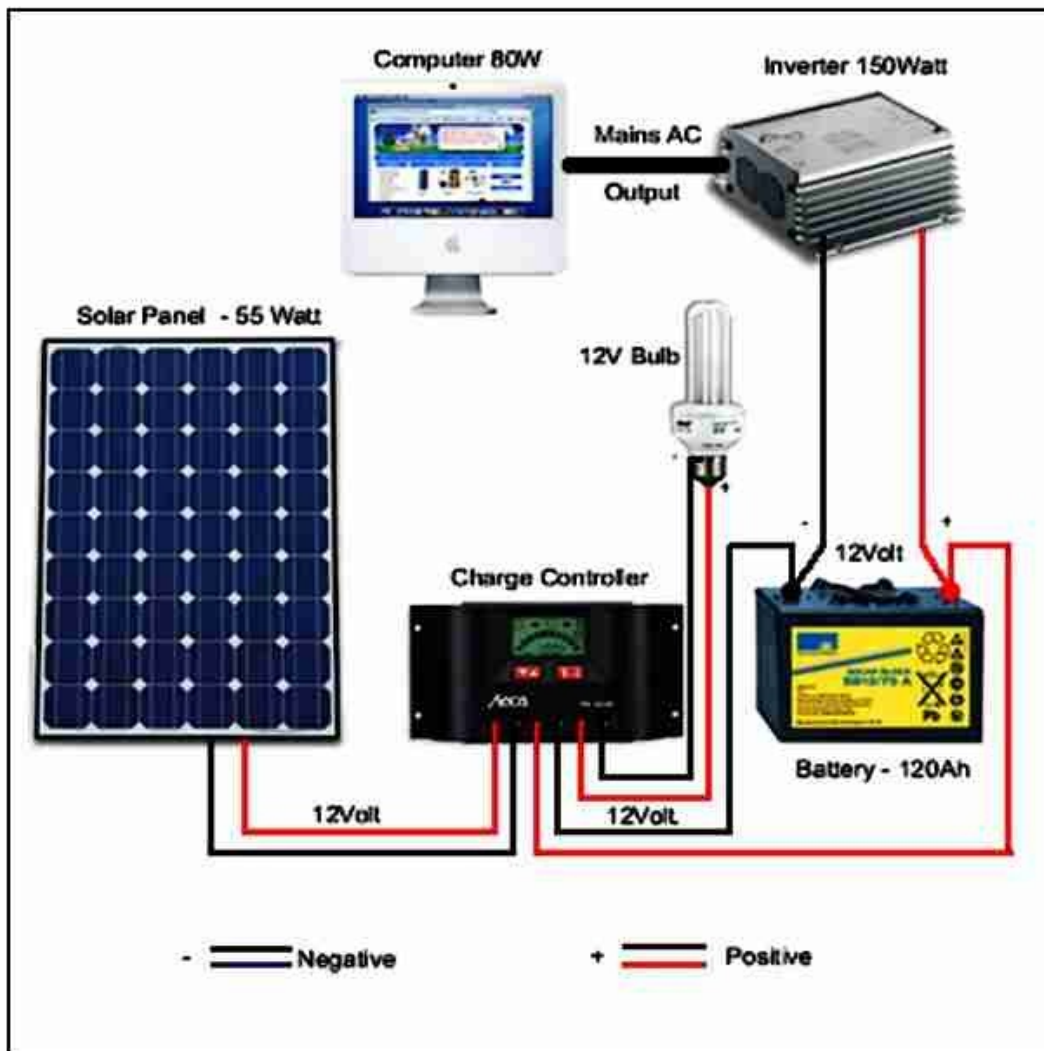 Computer 80W
Inverter 150Watt
Mains AC
Output
Solar Panel - 55 Watt
12V Bulb
-
+
-
+
12Volt
Charge Controller
Battery - 120Ah
12Volt
12Volt.
- Negative
+ Positive